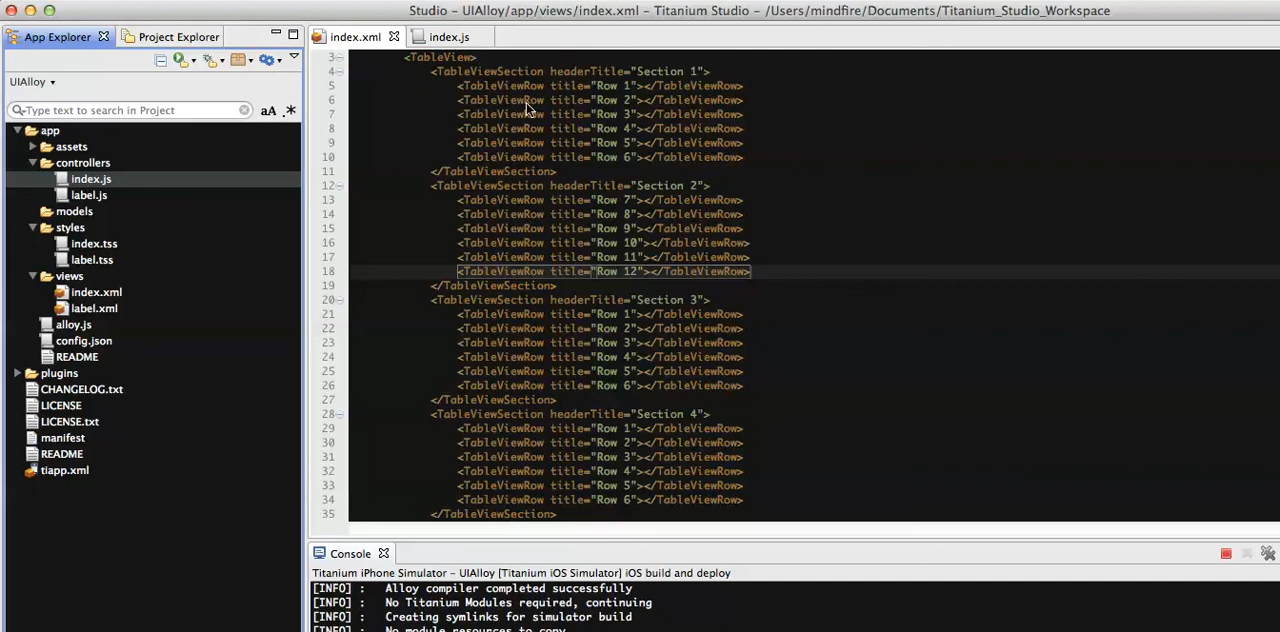 Studio - UIAlloy/app/views/index.xml - Titanium Studio - /Users/mindfire/Documents/Titanium_Studio_Workspace
App Explorer
Project Explorer
UIAlloy
Type text to search in Project
aA .*
app
assets
controllers
index.js
label.js
models
styles
index.tss
label.tss
views
index.xml
label.xml
alloy.js
config.json
README
plugins
CHANGELOG.txt
LICENSE
LICENSE.txt
manifest
README
tiapp.xml
index.xml
index.js
3 <TableView>
4 <TableViewSection headerTitle="Section 1">
5 <TableViewRow title="Row 1"></TableViewRow>
6 <TableViewRow title="Row 2"></TableViewRow>
7 <TableViewRow title="Row 3"></TableViewRow>
8 <TableViewRow title="Row 4"></TableViewRow>
9 <TableViewRow title="Row 5"></TableViewRow>
10 <TableViewRow title="Row 6"></TableViewRow>
11 </TableViewSection>
12 <TableViewSection headerTitle="Section 2">
13 <TableViewRow title="Row 7"></TableViewRow>
14 <TableViewRow title="Row 8"></TableViewRow>
15 <TableViewRow title="Row 9"></TableViewRow>
16 <TableViewRow title="Row 10"></TableViewRow>
17 <TableViewRow title="Row 11"></TableViewRow>
18 <TableViewRow title="Row 12"></TableViewRow>
19 </TableViewSection>
20 <TableViewSection headerTitle="Section 3">
21 <TableViewRow title="Row 1"></TableViewRow>
22 <TableViewRow title="Row 2"></TableViewRow>
23 <TableViewRow title="Row 3"></TableViewRow>
24 <TableViewRow title="Row 4"></TableViewRow>
25 <TableViewRow title="Row 5"></TableViewRow>
26 <TableViewRow title="Row 6"></TableViewRow>
27 </TableViewSection>
28 <TableViewSection headerTitle="Section 4">
29 <TableViewRow title="Row 1"></TableViewRow>
30 <TableViewRow title="Row 2"></TableViewRow>
31 <TableViewRow title="Row 3"></TableViewRow>
32 <TableViewRow title="Row 4"></TableViewRow>
33 <TableViewRow title="Row 5"></TableViewRow>
34 <TableViewRow title="Row 6"></TableViewRow>
35 </TableViewSection>
Console
Titanium iPhone Simulator - UIAlloy [Titanium iOS Simulator] iOS build and deploy
[INFO] : Alloy compiler completed successfully
[INFO] : No Titanium Modules required, continuing
[INFO] : Creating symlinks for simulator build
[INFO] : No module resources to copy